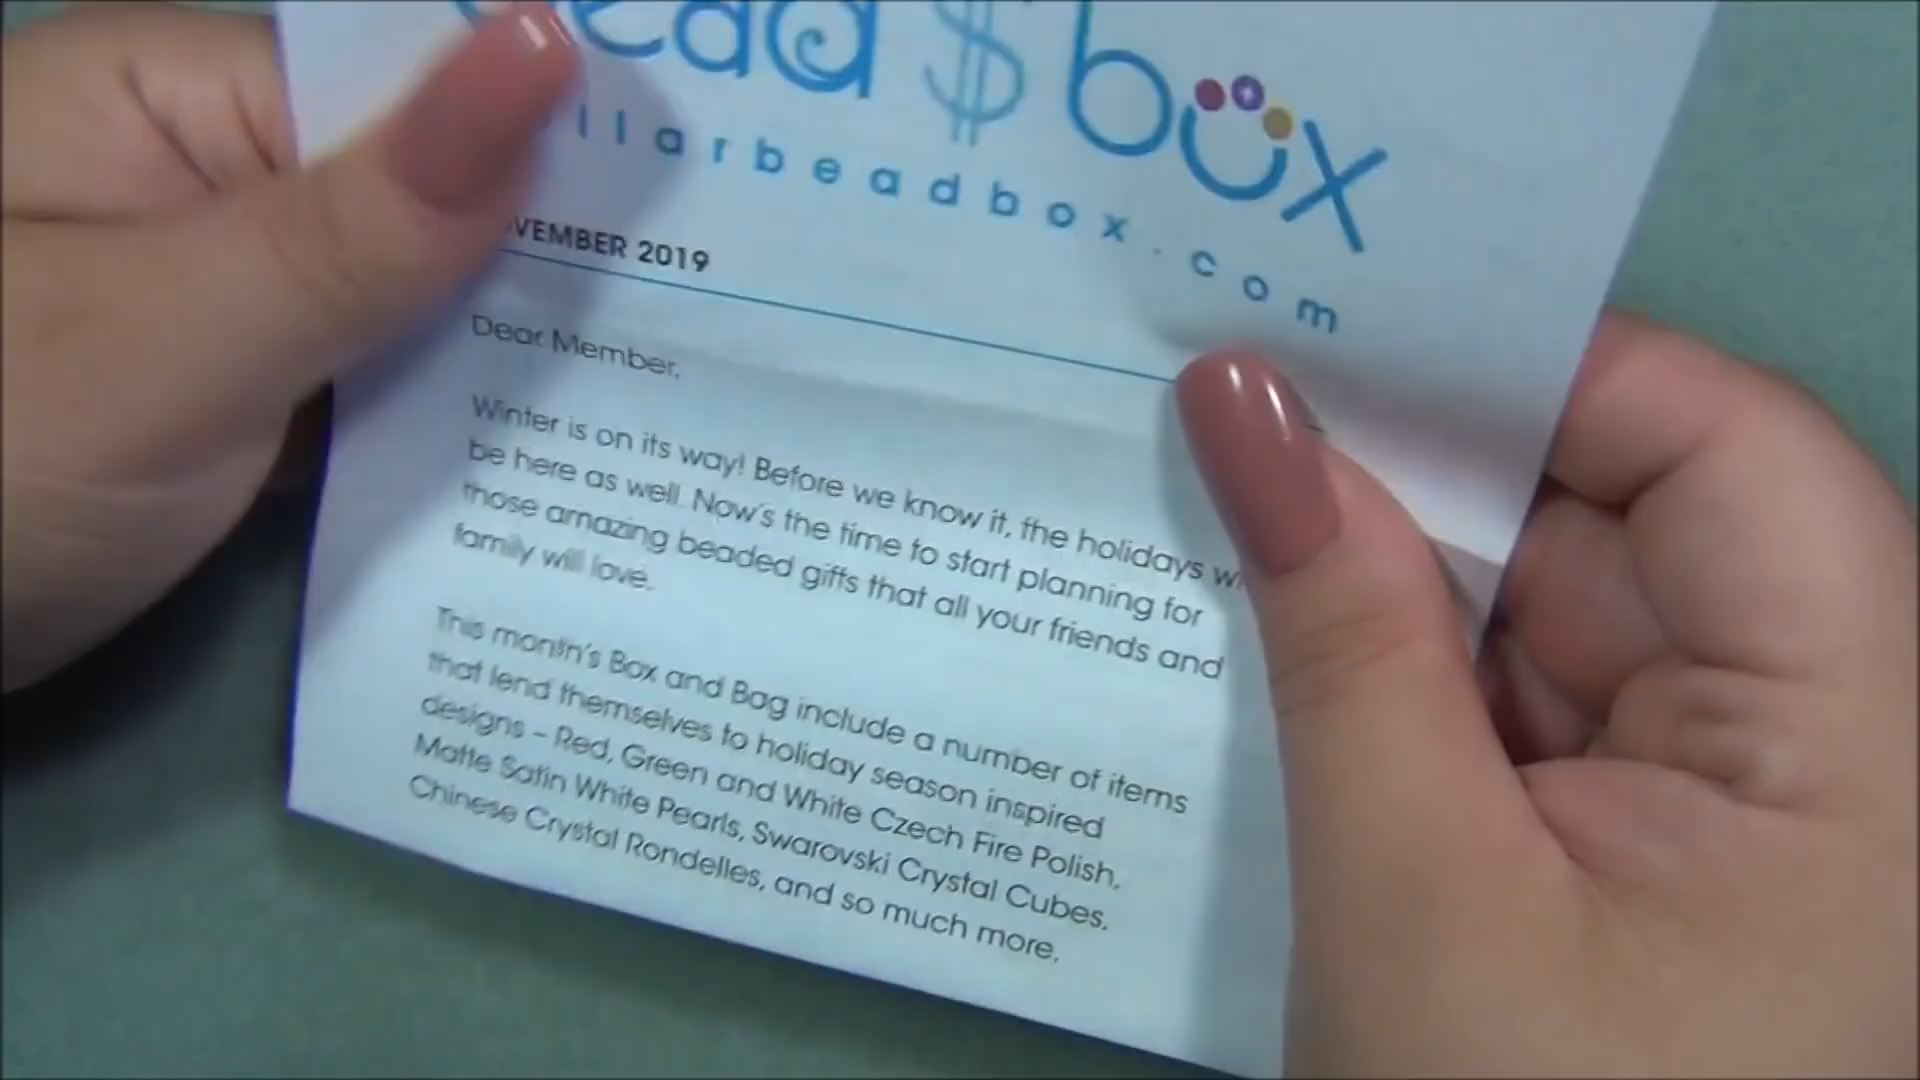 ead $ box
llarbeadbox.com
VEMBER 2019
Dear Member,
Winter is on its way! Before we know it, the holidays wi
be here as well. Now's the time to start planning for
those amazing beaded gifts that all your friends and
family will love.
This month's Box and Bag include a number of items
that lend themselves to holiday season inspired
designs – Red, Green and White Czech Fire Polish,
Matte Satin White Pearls, Swarovski Crystal Cubes,
Chinese Crystal Rondelles, and so much more.